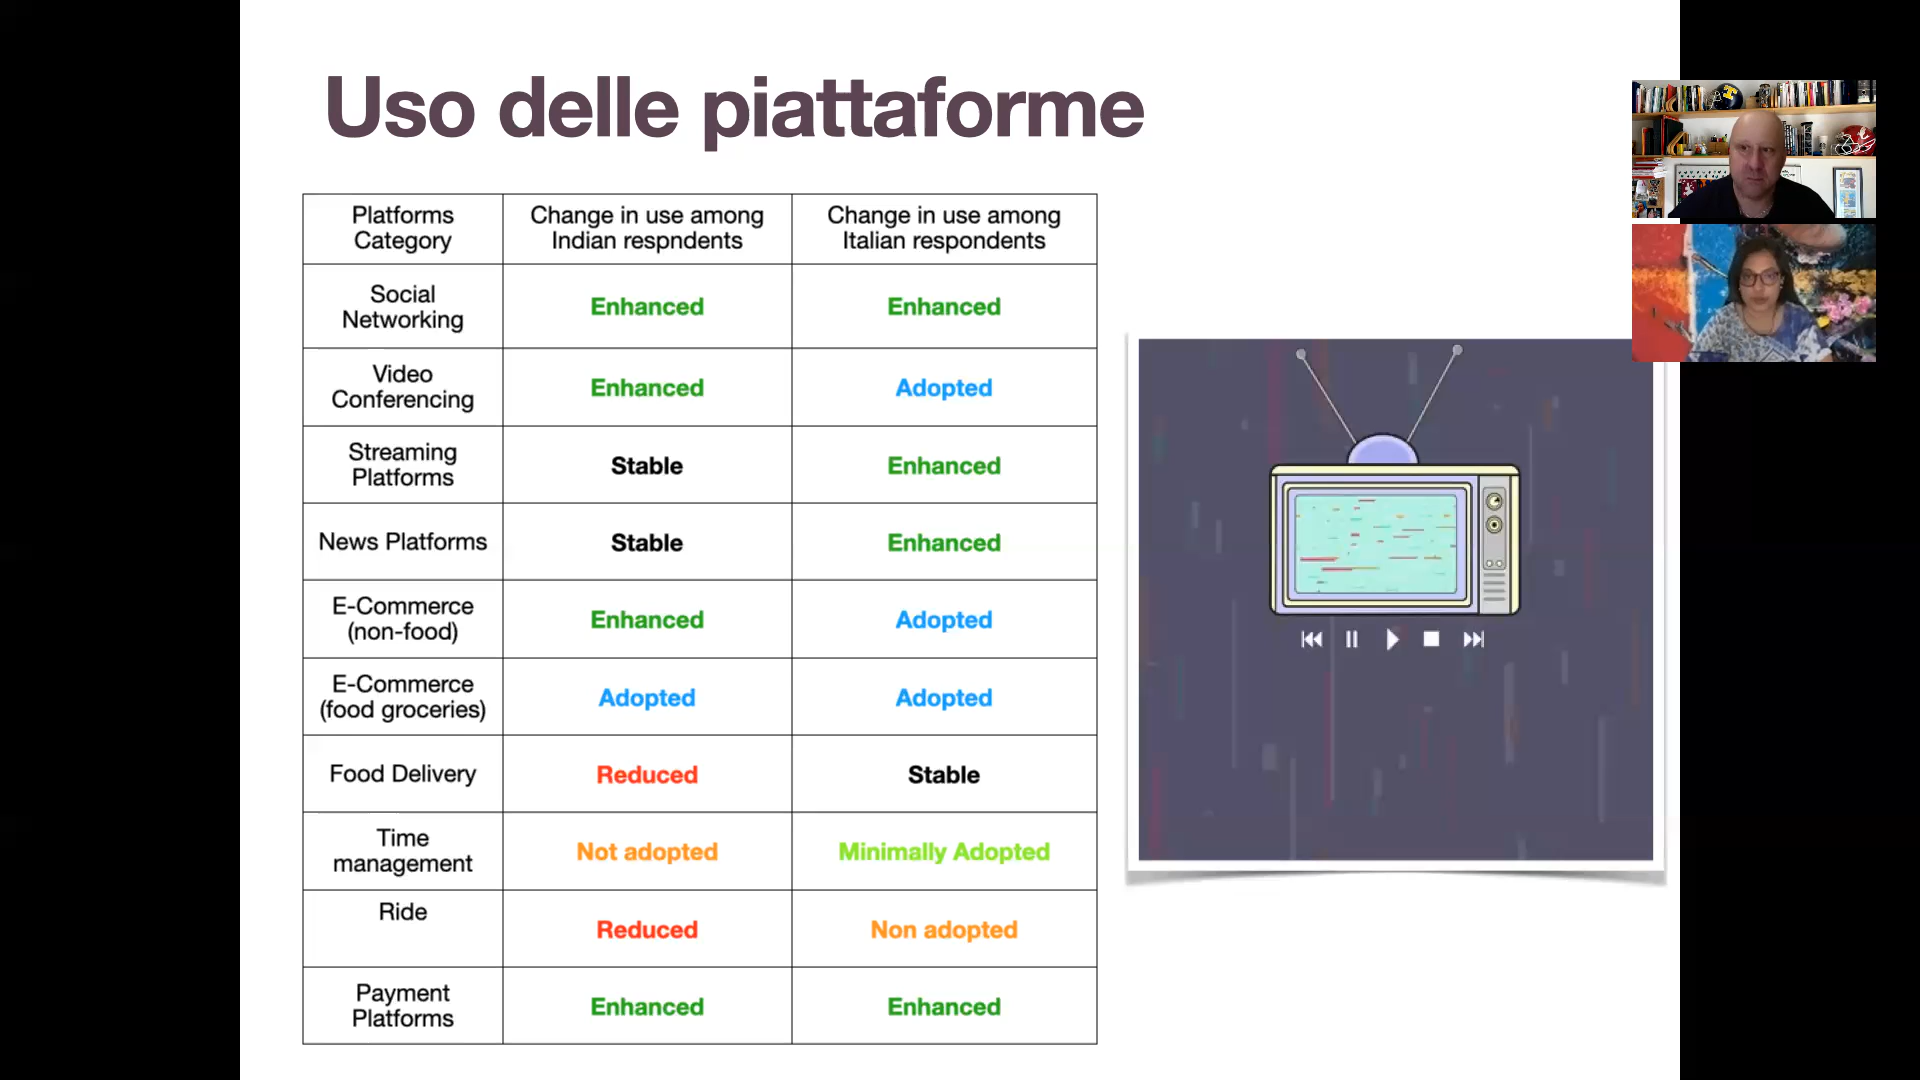 Uso delle piattaforme
Platforms
Category
Change in use among
Indian respndents
Change in use among
Italian respondents
Social
Networking
Enhanced
Enhanced
Video
Conferencing
Enhanced
Adopted
Streaming
Platforms
Stable
Enhanced
News Platforms
Stable
Enhanced
E-Commerce
(non-food)
Enhanced
Adopted
E-Commerce
(food groceries)
Adopted
Adopted
Food Delivery
Reduced
Stable
Time
management
Not adopted
Minimally Adopted
Ride
Reduced
Non adopted
Payment
Platforms
Enhanced
Enhanced